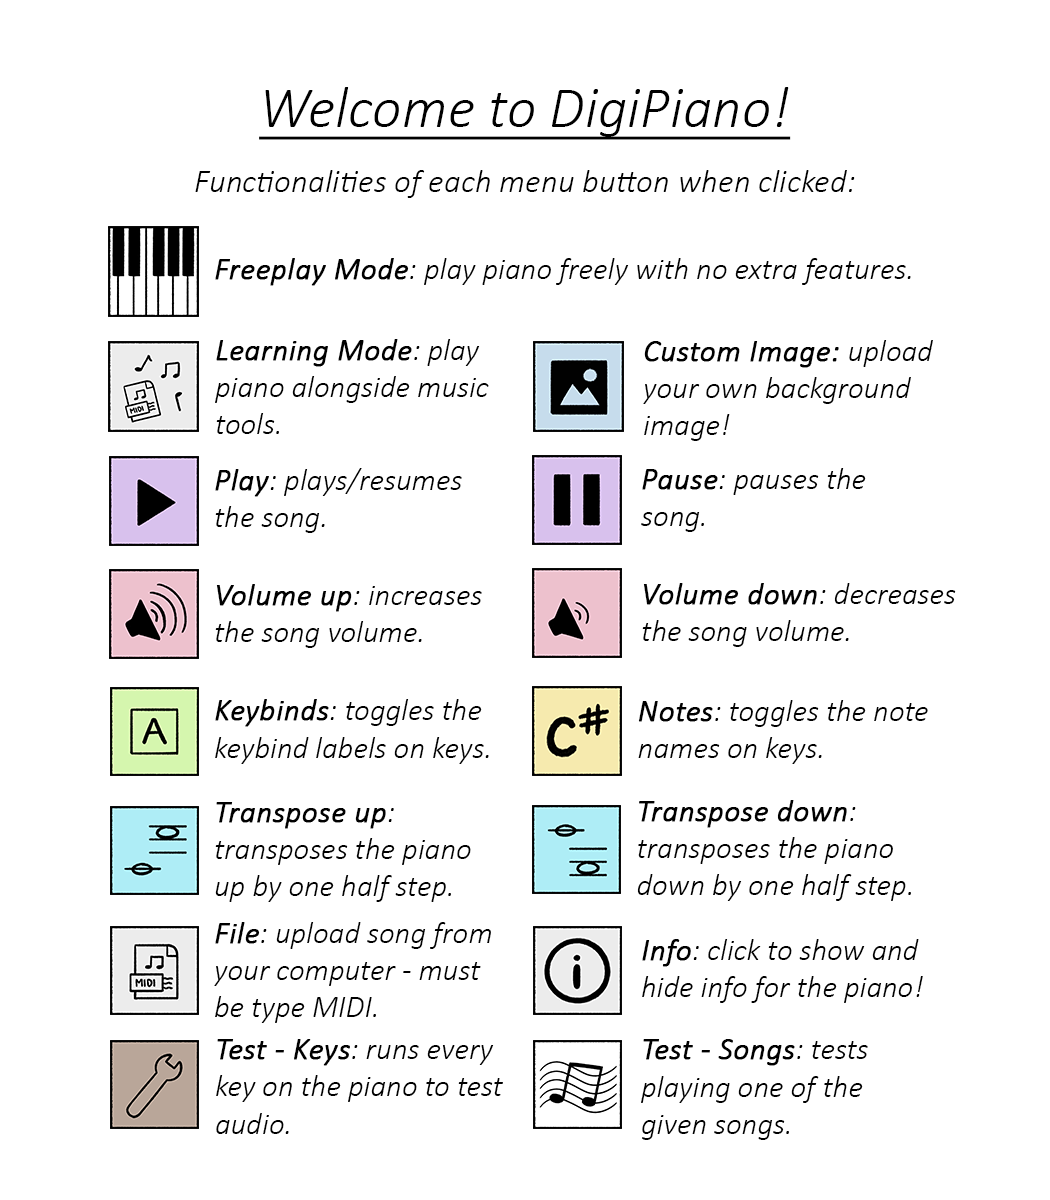 Welcome to DigiPiano!
Functionalities of each menu button when clicked:
Freeplay Mode: play piano freely with no extra features.
Learning Mode: play
piano alongside music
tools.
MIDI
Custom Image: upload
your own background
image!
Play: plays/resumes
the song.
Pause: pauses the
song.
Volume up: increases
the song volume.
Volume down: decreases
the song volume.
A
Keybinds: toggles the
keybind labels on keys.
C#
Notes: toggles the note
names on keys.
Transpose up:
transposes the piano
up by one half step.
Transpose down:
transposes the piano
down by one half step.
MIDI
File: upload song from
your computer - must
be type MIDI.
i
Info: click to show and
hide info for the piano!
Test - Keys: runs every
key on the piano to test
audio.
Test - Songs: tests
playing one of the
given songs.